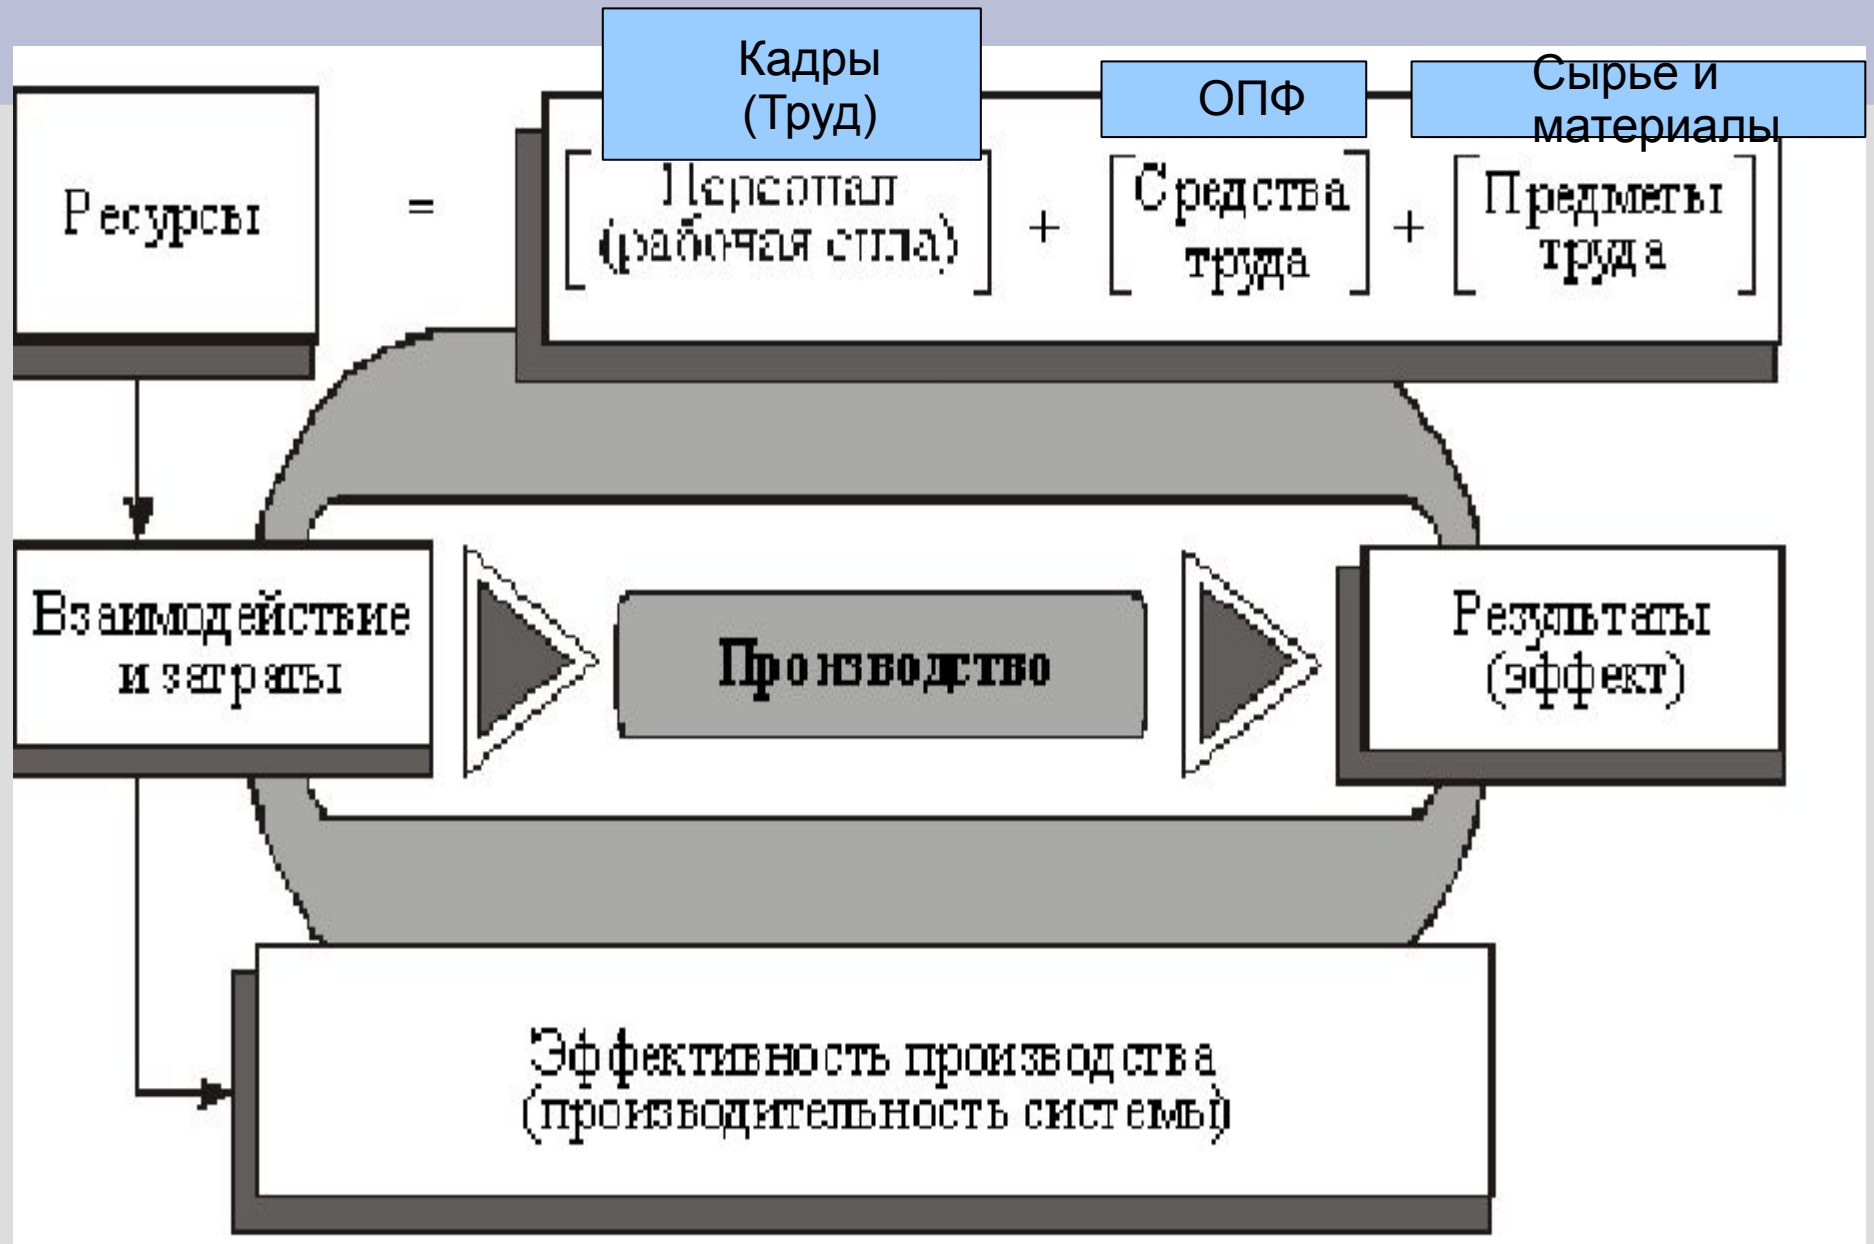 Кадры
(Труд)
ОПФ
Сырье и
материалы
Ресурсы
=
Персонал
(рабочая сила)
+
Средства
труда
+
Предметы
труда
Взаимодействие
и затраты
Производство
Результаты
(эффект)
Эффективность производства
(производительность системы)